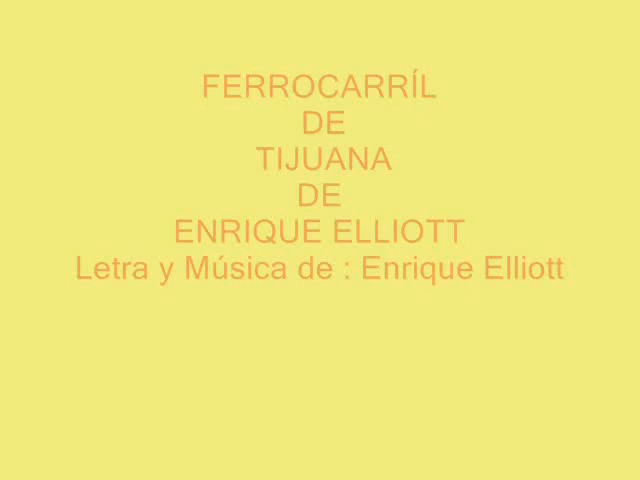 FERROCARRÍL
DE
TIJUANA
DE
ENRIQUE ELLIOTT
Letra y Música de : Enrique Elliott